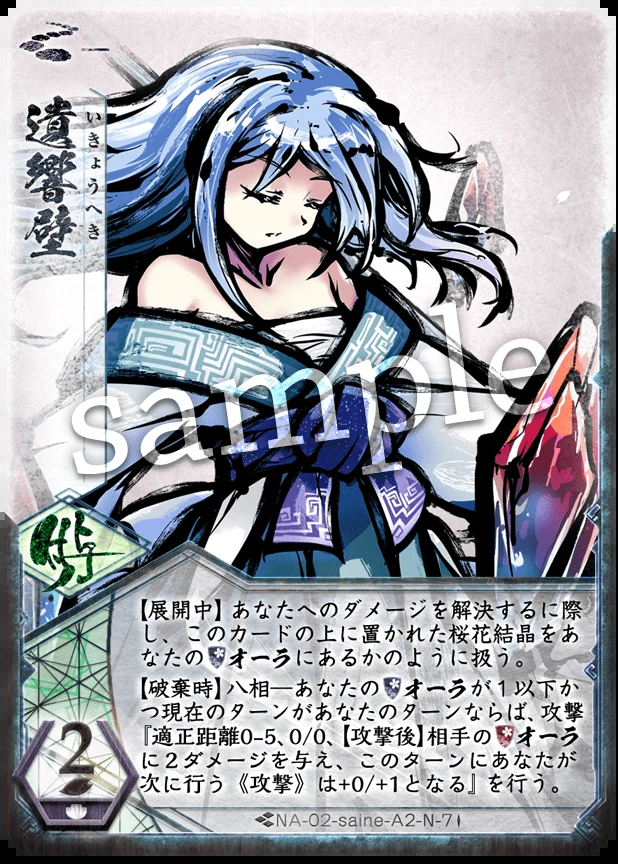 遺響壁
いきょうへき
sample
【展開中】あなたへのダメージを解決するに際
し、このカードの上に置かれた桜花結晶をあ
なたのオーラにあるかのように扱う。
【破棄時】八相―あなたのオーラが1以下か
つ現在のターンがあなたのターンならば、攻撃
『適正距離0-5、0/0、【攻撃後】相手のオーラ
に2ダメージを与え、このターンにあなたが
次に行う《攻撃》は+0/+1となる』を行う。
2
NA-02-saine-A2-N-7